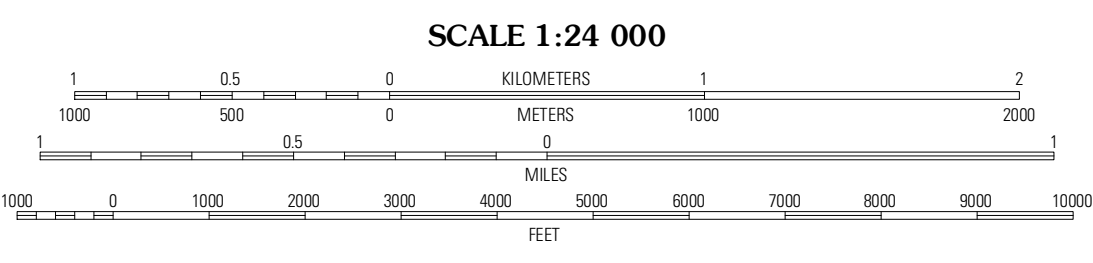 SCALE 1:24 000
1 0.5 0 KILOMETERS 1 2
1000 500 0 METERS 1000 2000
1 0.5 0 1
MILES
1000 0 1000 2000 3000 4000 5000 6000 7000 8000 9000 10000
FEET